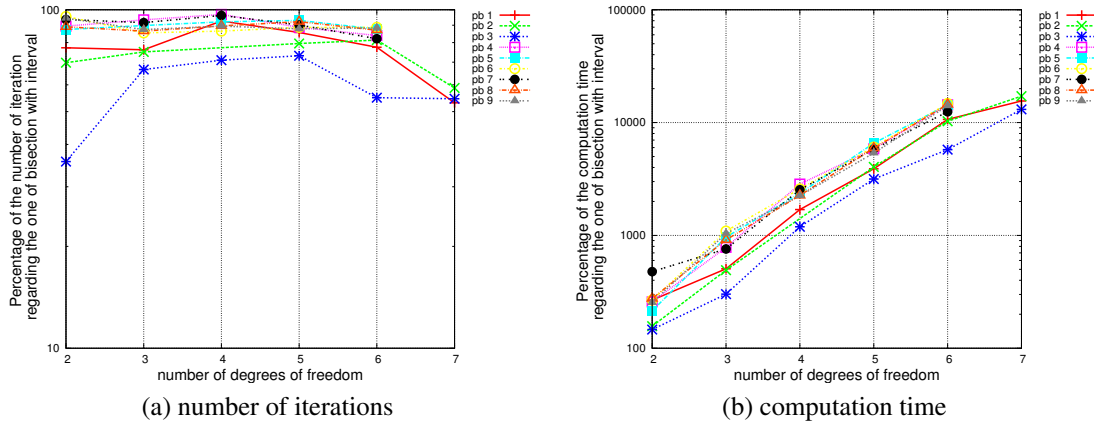 Percentage of the number of iteration
regarding the one of bisection with interval
100
10
2 3 4 5 6 7
number of degrees of freedom
pb 1
pb 2
pb 3
pb 4
pb 5
pb 6
pb 7
pb 8
pb 9
(a) number of iterations
Percentage of the computation time
regarding the one of bisection with interval
100000
10000
1000
100
2 3 4 5 6 7
number of degrees of freedom
pb 1
pb 2
pb 3
pb 4
pb 5
pb 6
pb 7
pb 8
pb 9
(b) computation time